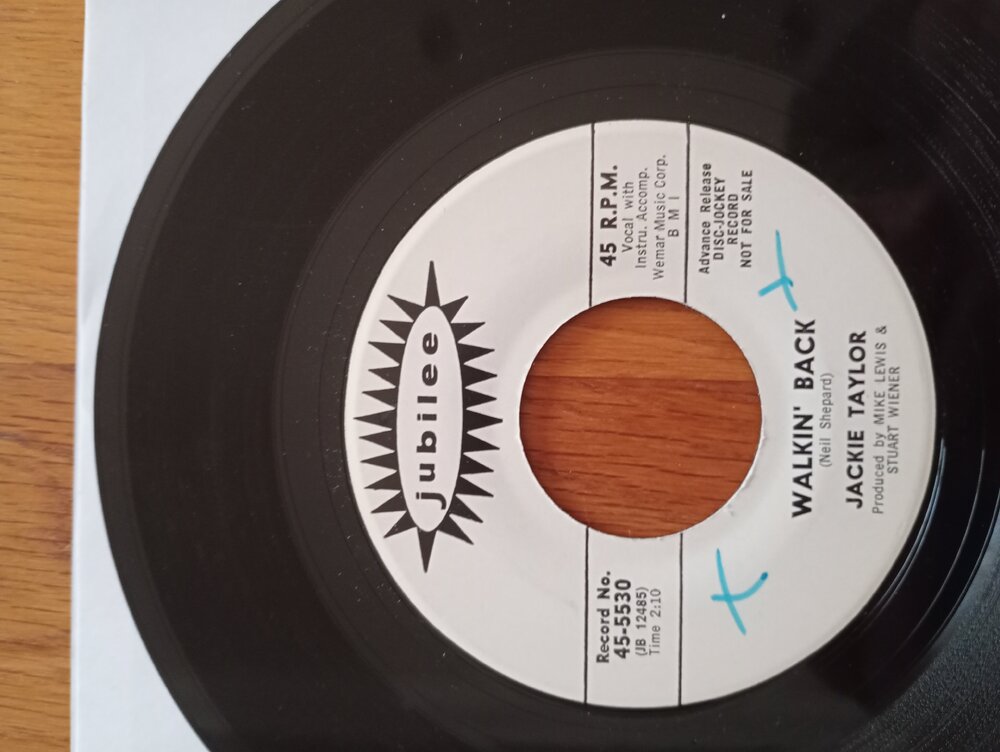 jubilee
Record No.
45-5530
(JB 12485)
Time 2:10
45 R.P.M.
Vocal with
Instru. Accomp.
Wemar Music Corp.
B M I
Advance Release
DISC-JOCKEY
RECORD
NOT FOR SALE
WALKIN' BACK
(Neil Shepard)
JACKIE TAYLOR
Produced by MIKE LEWIS &
STUART WIENER